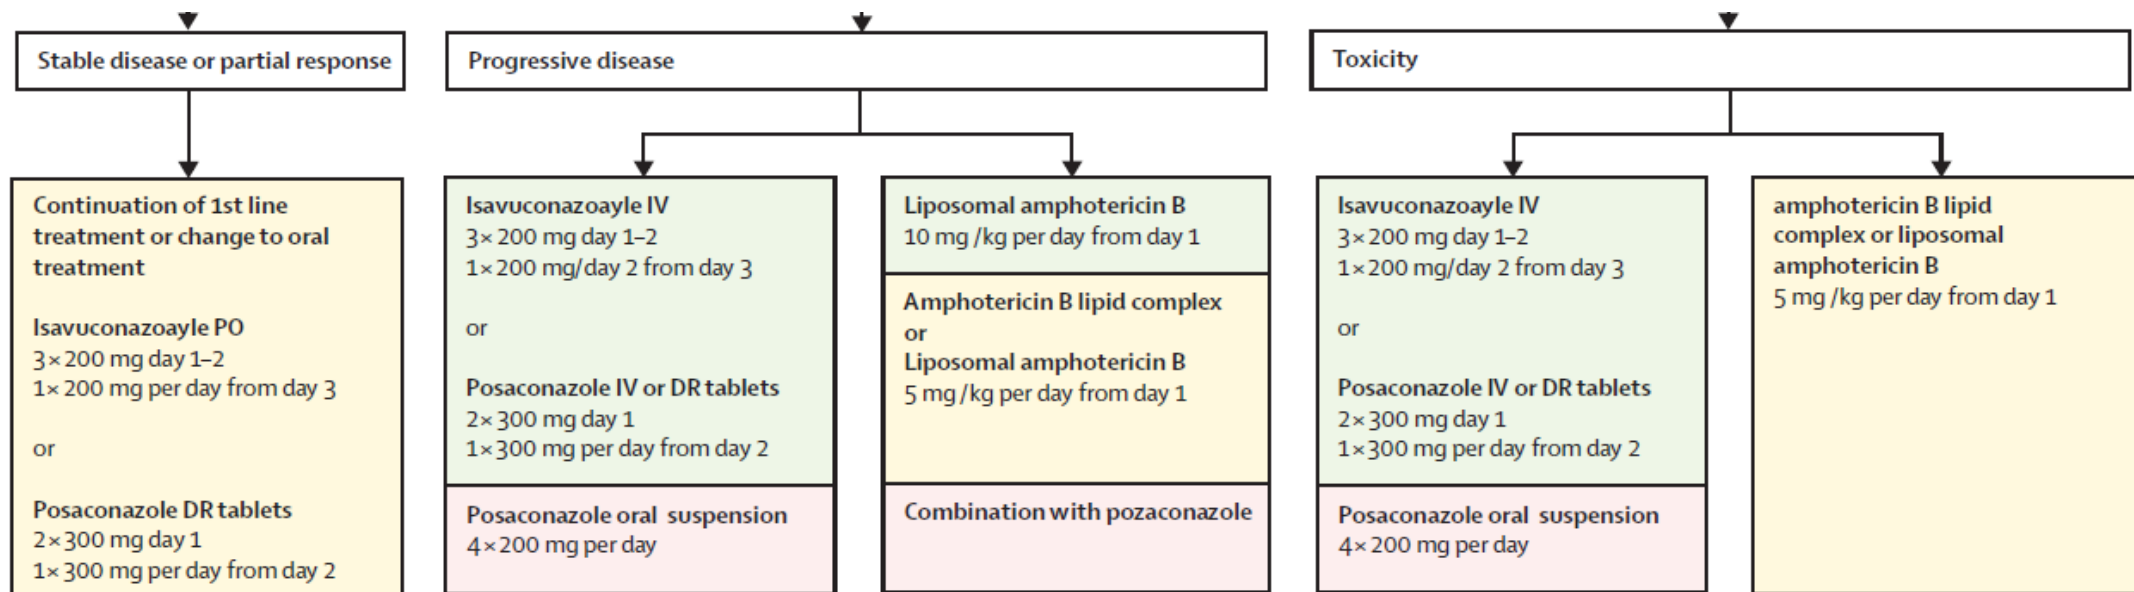 Stable disease or partial response
Continuation of 1st line
treatment or change to oral
treatment
Isavuconazoayle PO
3×200 mg day 1–2
1×200 mg per day from day 3
or
Posaconazole DR tablets
2×300 mg day 1
1×300 mg per day from day 2
Progressive disease
Isavuconazoayle IV
3×200 mg day 1–2
1×200 mg/day 2 from day 3
or
Posaconazole IV or DR tablets
2×300 mg day 1
1×300 mg per day from day 2
Posaconazole oral suspension
4×200 mg per day
Liposomal amphotericin B
10 mg /kg per day from day 1
Amphotericin B lipid complex
or
Liposomal amphotericin B
5 mg /kg per day from day 1
Combination with pozaconazole
Toxicity
Isavuconazoayle IV
3×200 mg day 1–2
1×200 mg/day 2 from day 3
or
Posaconazole IV or DR tablets
2×300 mg day 1
1×300 mg per day from day 2
Posaconazole oral suspension
4×200 mg per day
amphotericin B lipid
complex or liposomal
amphotericin B
5 mg /kg per day from day 1